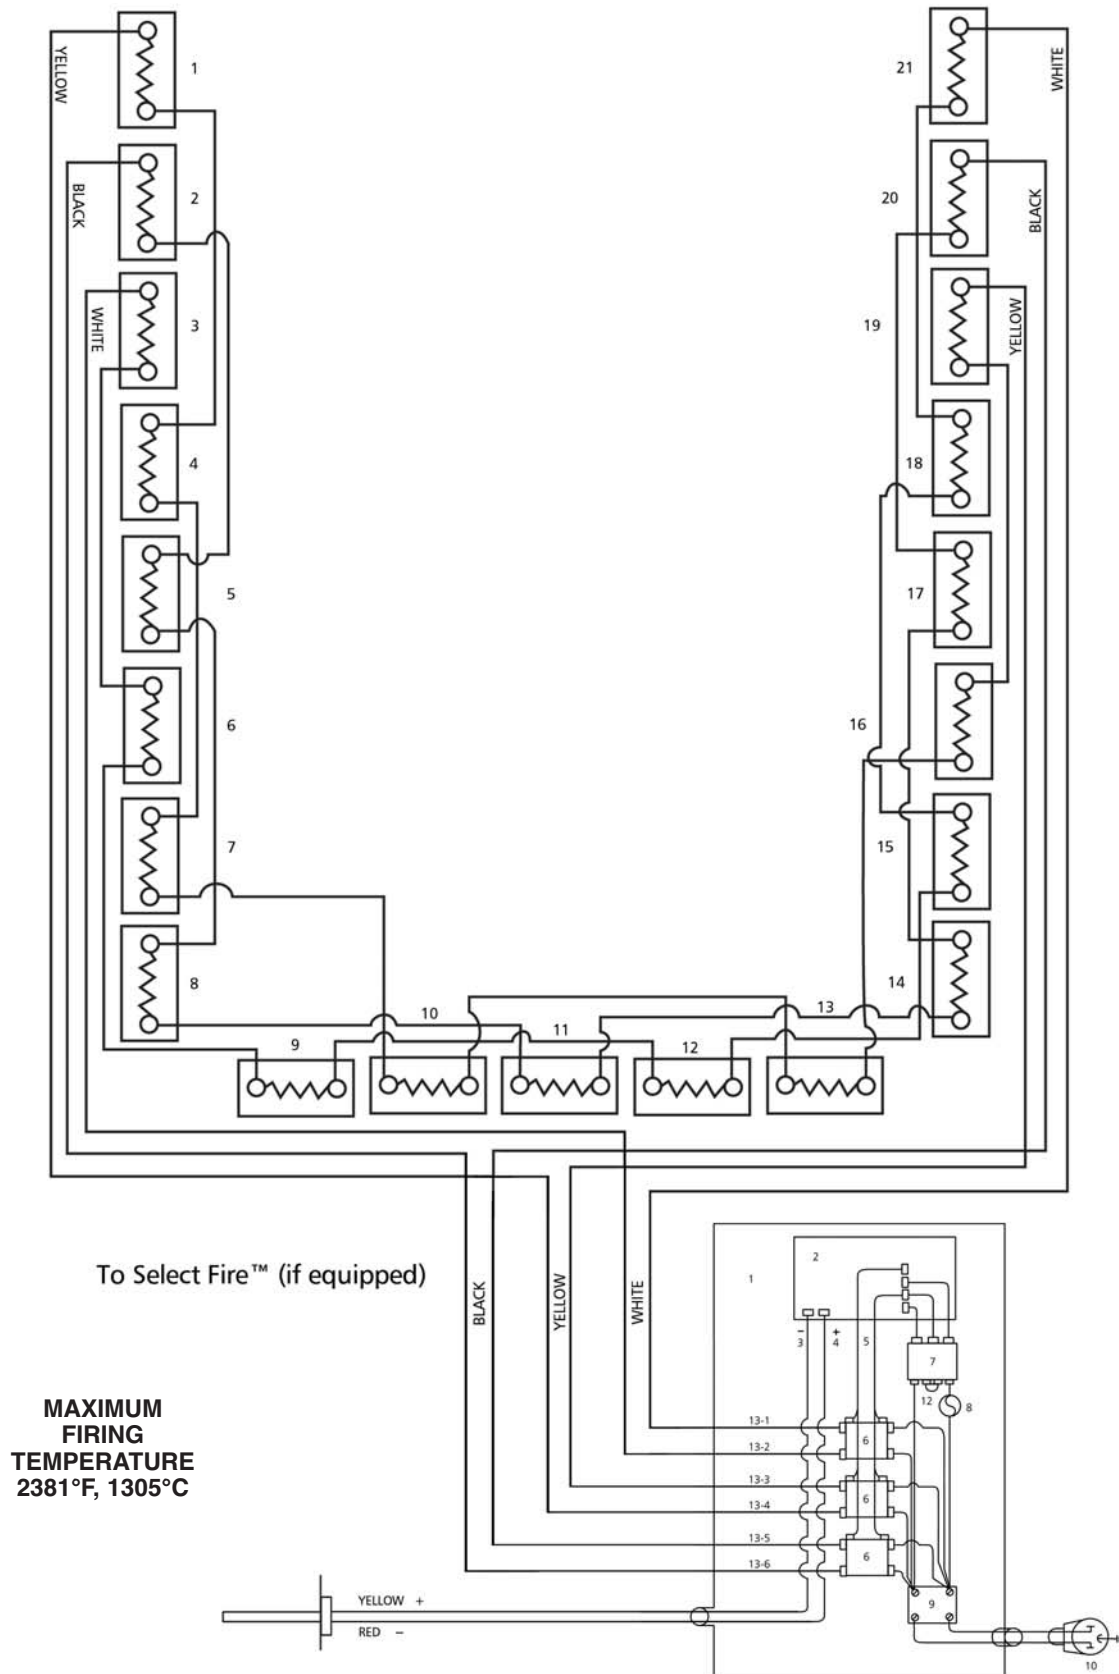 YELLOW
1
21
WHITE
BLACK
2
20
BLACK
WHITE
3
19
YELLOW
4
18
5
17
6
16
7
15
8
14
9
10
11
12
13
To Select Fire™ (if equipped)
BLACK
YELLOW
WHITE
1
2
−
3
+
4
5
7
12
8
13-1
6
13-2
13-3
6
13-4
13-5
6
13-6
9
10
YELLOW +
RED −
MAXIMUM
FIRING
TEMPERATURE
2381°F, 1305°C